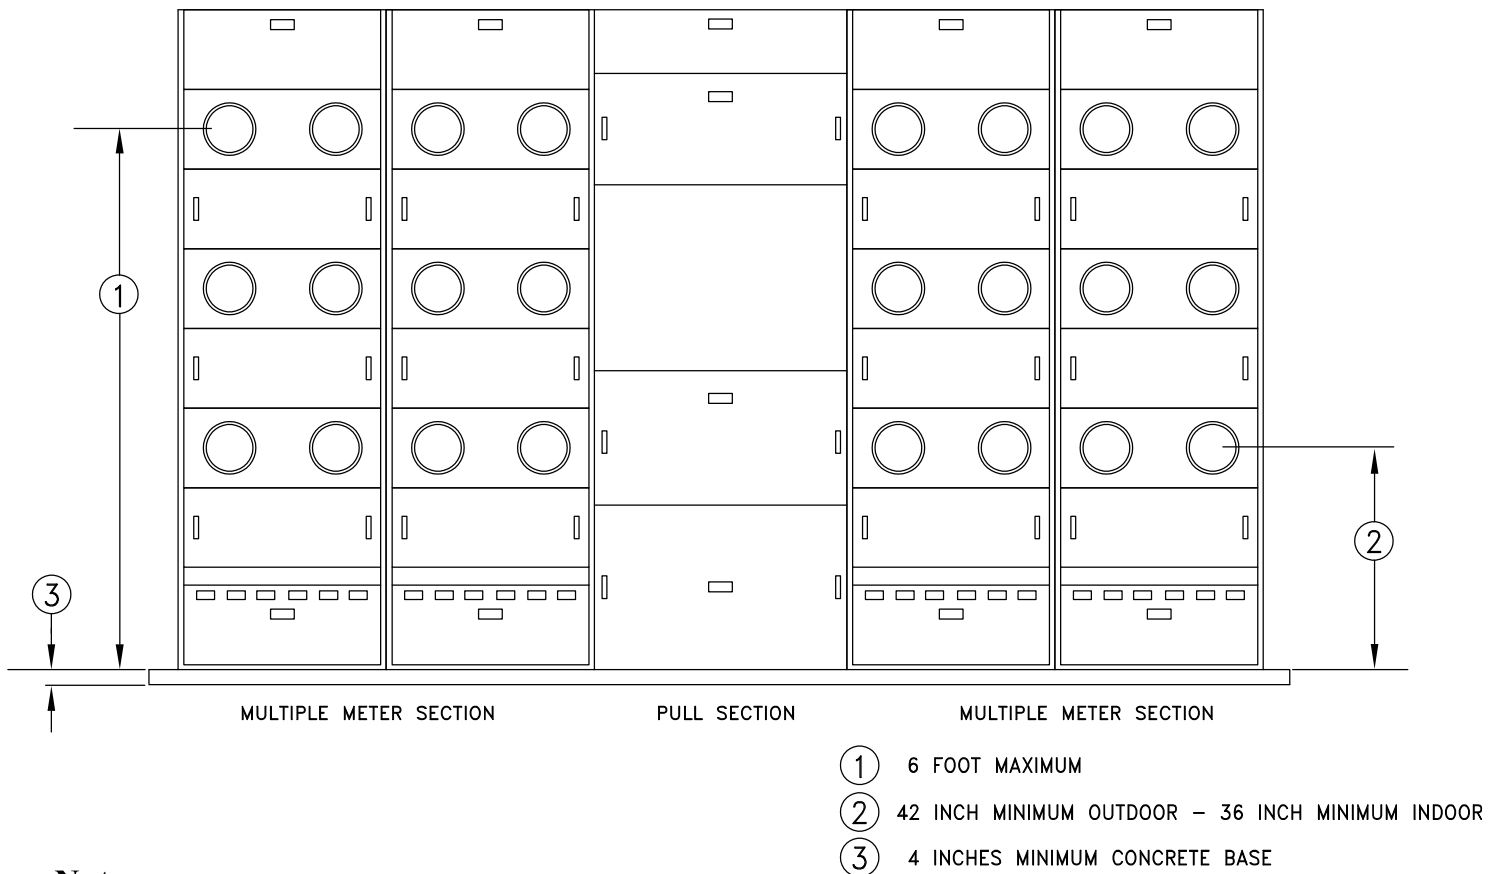 1
2
3
MULTIPLE METER SECTION PULL SECTION MULTIPLE METER SECTION
1 6 FOOT MAXIMUM
2 42 INCH MINIMUM OUTDOOR – 36 INCH MINIMUM INDOOR
3 4 INCHES MINIMUM CONCRETE BASE